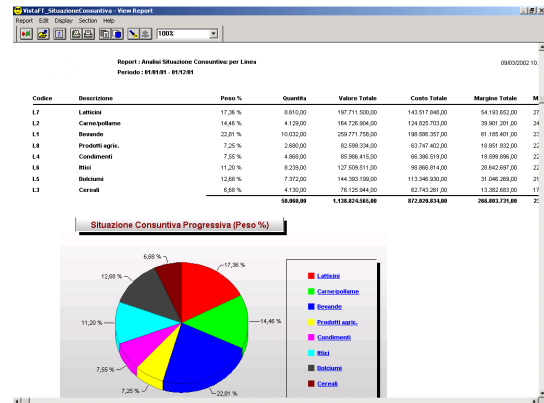 VistaFT_SituazioneConsuntiva - View Report
Report Edit Display Section Help
100%
Report : Analisi Situazione Consuntiva: per Linea 09/03/2002 10.
Periodo : 01/01/01 - 01/12/01
Codice Descrizione Peso % Quantita Valore Totale Costo Totale Margine Totale M
L7 Latticini 17,36 % 8.610,00 197.711.500,00 143.517.848,00 54.193.652,00 27
L2 Carne/pollame 14,46 % 4.129,00 164.726.904,00 124.825.703,00 39.901.201,00 24
L1 Bevande 22,81 % 10.032,00 259.771.758,00 198.586.357,00 61.185.401,00 23
L8 Prodotti agric. 7,25 % 2.680,00 82.599.334,00 63.747.402,00 18.851.932,00 22
L4 Condimenti 7,55 % 4.868,00 85.986.415,00 66.386.519,00 19.599.896,00 22
L6 Ittici 11,20 % 8.239,00 127.509.511,00 98.866.814,00 28.642.697,00 22
L5 Dolciumi 12,68 % 7.372,00 144.393.199,00 113.346.930,00 31.046.269,00 21
L3 Cereali 6,68 % 4.130,00 76.125.944,00 62.743.261,00 13.382.683,00 17
50.060,00 1.138.824.565,00 872.020.834,00 266.803.731,00 23
Situazione Consuntiva Progressiva (Peso %)
6,68 %
17,36 %
12,68 %
Latticini
Carne/pollame
Bevande
11,20 %
14,46 %
Prodotti agric.
Condimenti
Ittici
7,55 %
Dolciumi
7,25 %
22,81 %
Cereali